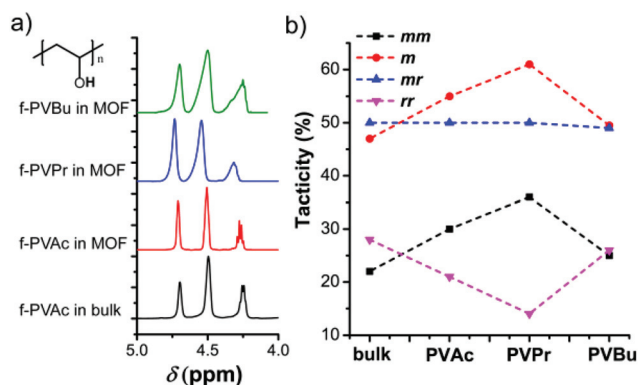 a)
n
OH
f-PVBu in MOF
f-PVPr in MOF
f-PVAc in MOF
f-PVAc in bulk
5.0 4.5 4.0
δ (ppm)
b)
mm
m
mr
rr
Tacticity (%)
60
50
40
30
20
10
bulk PVAc PVPr PVBu